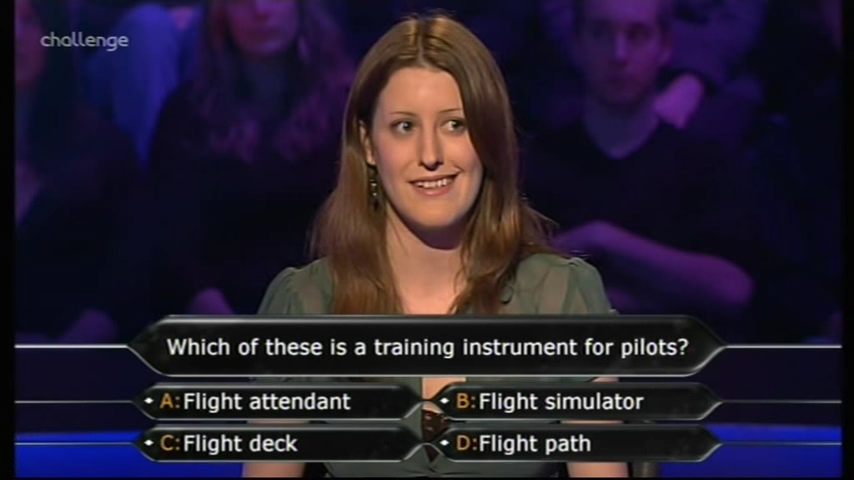 challenge
Which of these is a training instrument for pilots?
A: Flight attendant
B: Flight simulator
C: Flight deck
D: Flight path